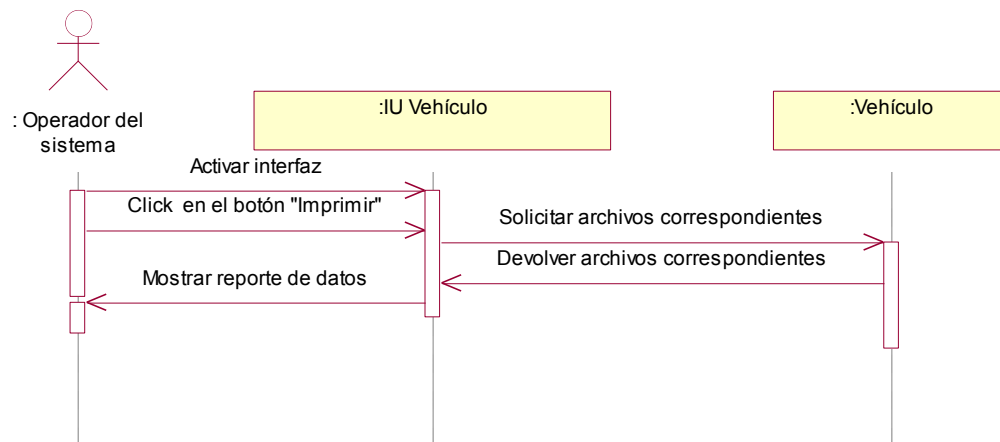 : Operador del
sistema
:IU Vehículo
:Vehículo
Activar interfaz
Click en el botón "Imprimir"
Solicitar archivos correspondientes
Devolver archivos correspondientes
Mostrar reporte de datos